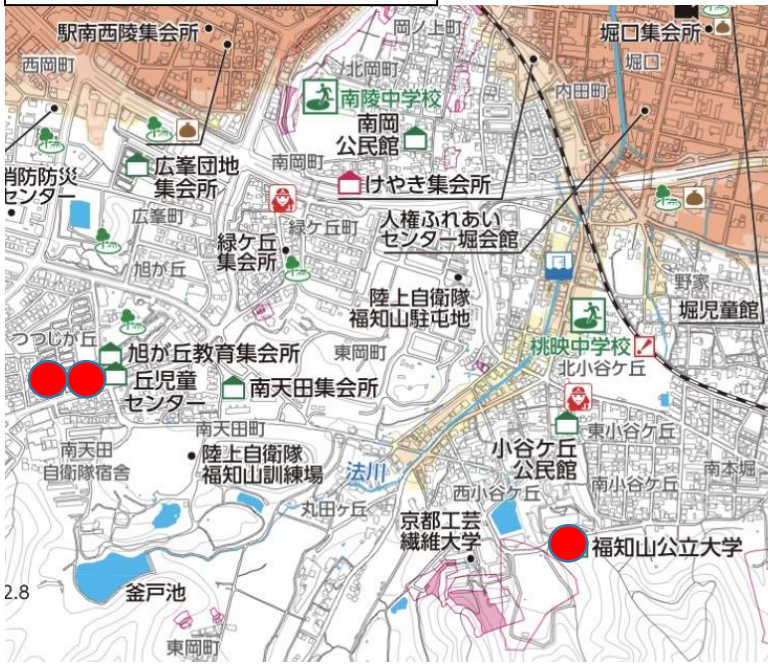 岡ノ上町
駅南西陵集会所
堀口集会所
西岡町
北岡町
堀口
内田町
南陵中学校
南岡
公民館
南岡町
広峯団地
集会所
消防防災
センター
けやき集会所
広峯町
人権ふれあい
センター堀会館
緑ケ丘
集会所
緑ケ丘町
旭が丘
野家
陸上自衛隊
福知山駐屯地
堀児童館
つつじが丘
桃映中学校
旭が丘教育集会所
東岡町
北小谷ケ丘
丘児童
センター
南天田集会所
南天田町
東小谷ケ丘
小谷ケ丘
公民館
南天田
自衛隊宿舎
陸上自衛隊
福知山訓練場
法川
南本堀
南小谷ケ丘
西小谷ケ丘
丸田ケ丘
京都工芸
繊維大学
福知山公立大学
2.8
釜戸池
東岡町